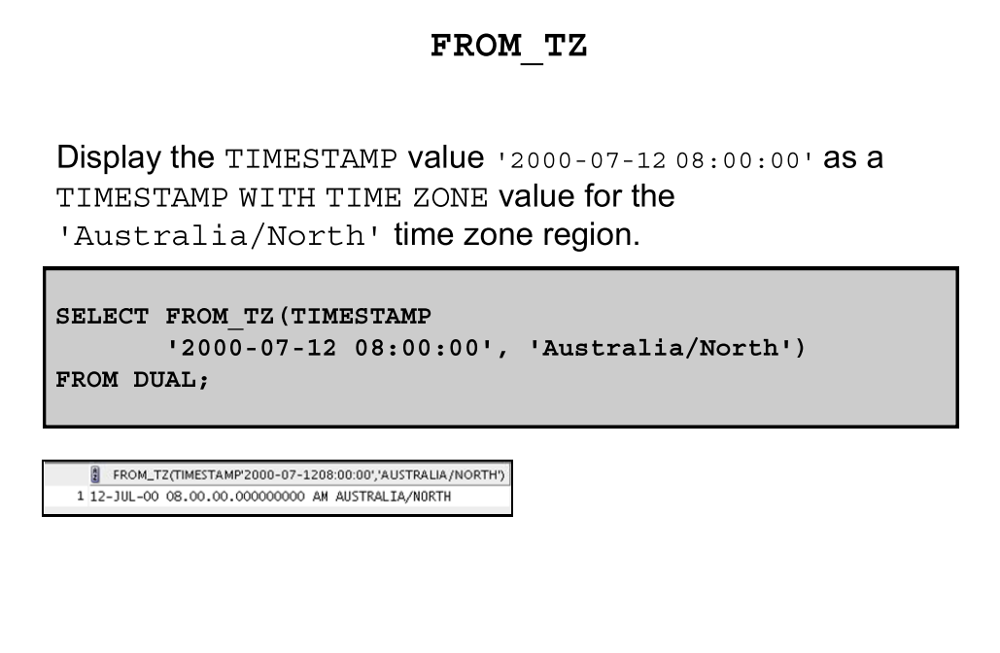 FROM_TZ
Display the TIMESTAMP value '2000-07-12 08:00:00' as a
TIMESTAMP WITH TIME ZONE value for the
'Australia/North' time zone region.
SELECT FROM_TZ(TIMESTAMP
'2000-07-12 08:00:00', 'Australia/North')
FROM DUAL;
FROM_TZ(TIMESTAMP'2000-07-1208:00:00','AUSTRALIA/NORTH')
1 12-JUL-00 08.00.00.000000000 AM AUSTRALIA/NORTH